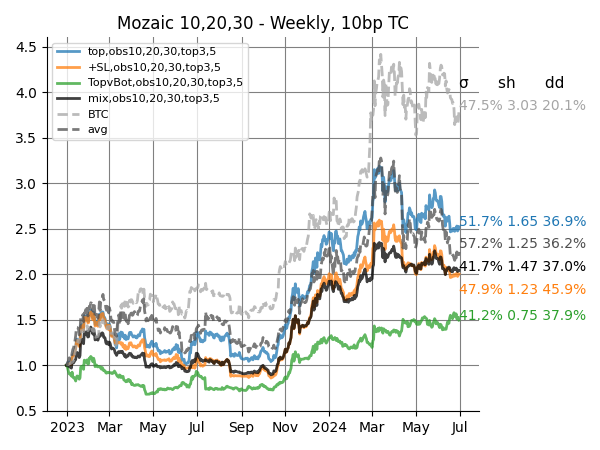 Mozaic 10,20,30 - Weekly, 10bp TC
top,obs10,20,30,top3,5
+SL,obs10,20,30,top3,5
TopvBot,obs10,20,30,top3,5
mix,obs10,20,30,top3,5
BTC
avg
σ sh dd
47.5% 3.03 20.1%
51.7% 1.65 36.9%
57.2% 1.25 36.2%
41.7% 1.47 37.0%
47.9% 1.23 45.9%
41.2% 0.75 37.9%
4.5
4.0
3.5
3.0
2.5
2.0
1.5
1.0
0.5
2023 Mar May Jul Sep Nov 2024 Mar May Jul